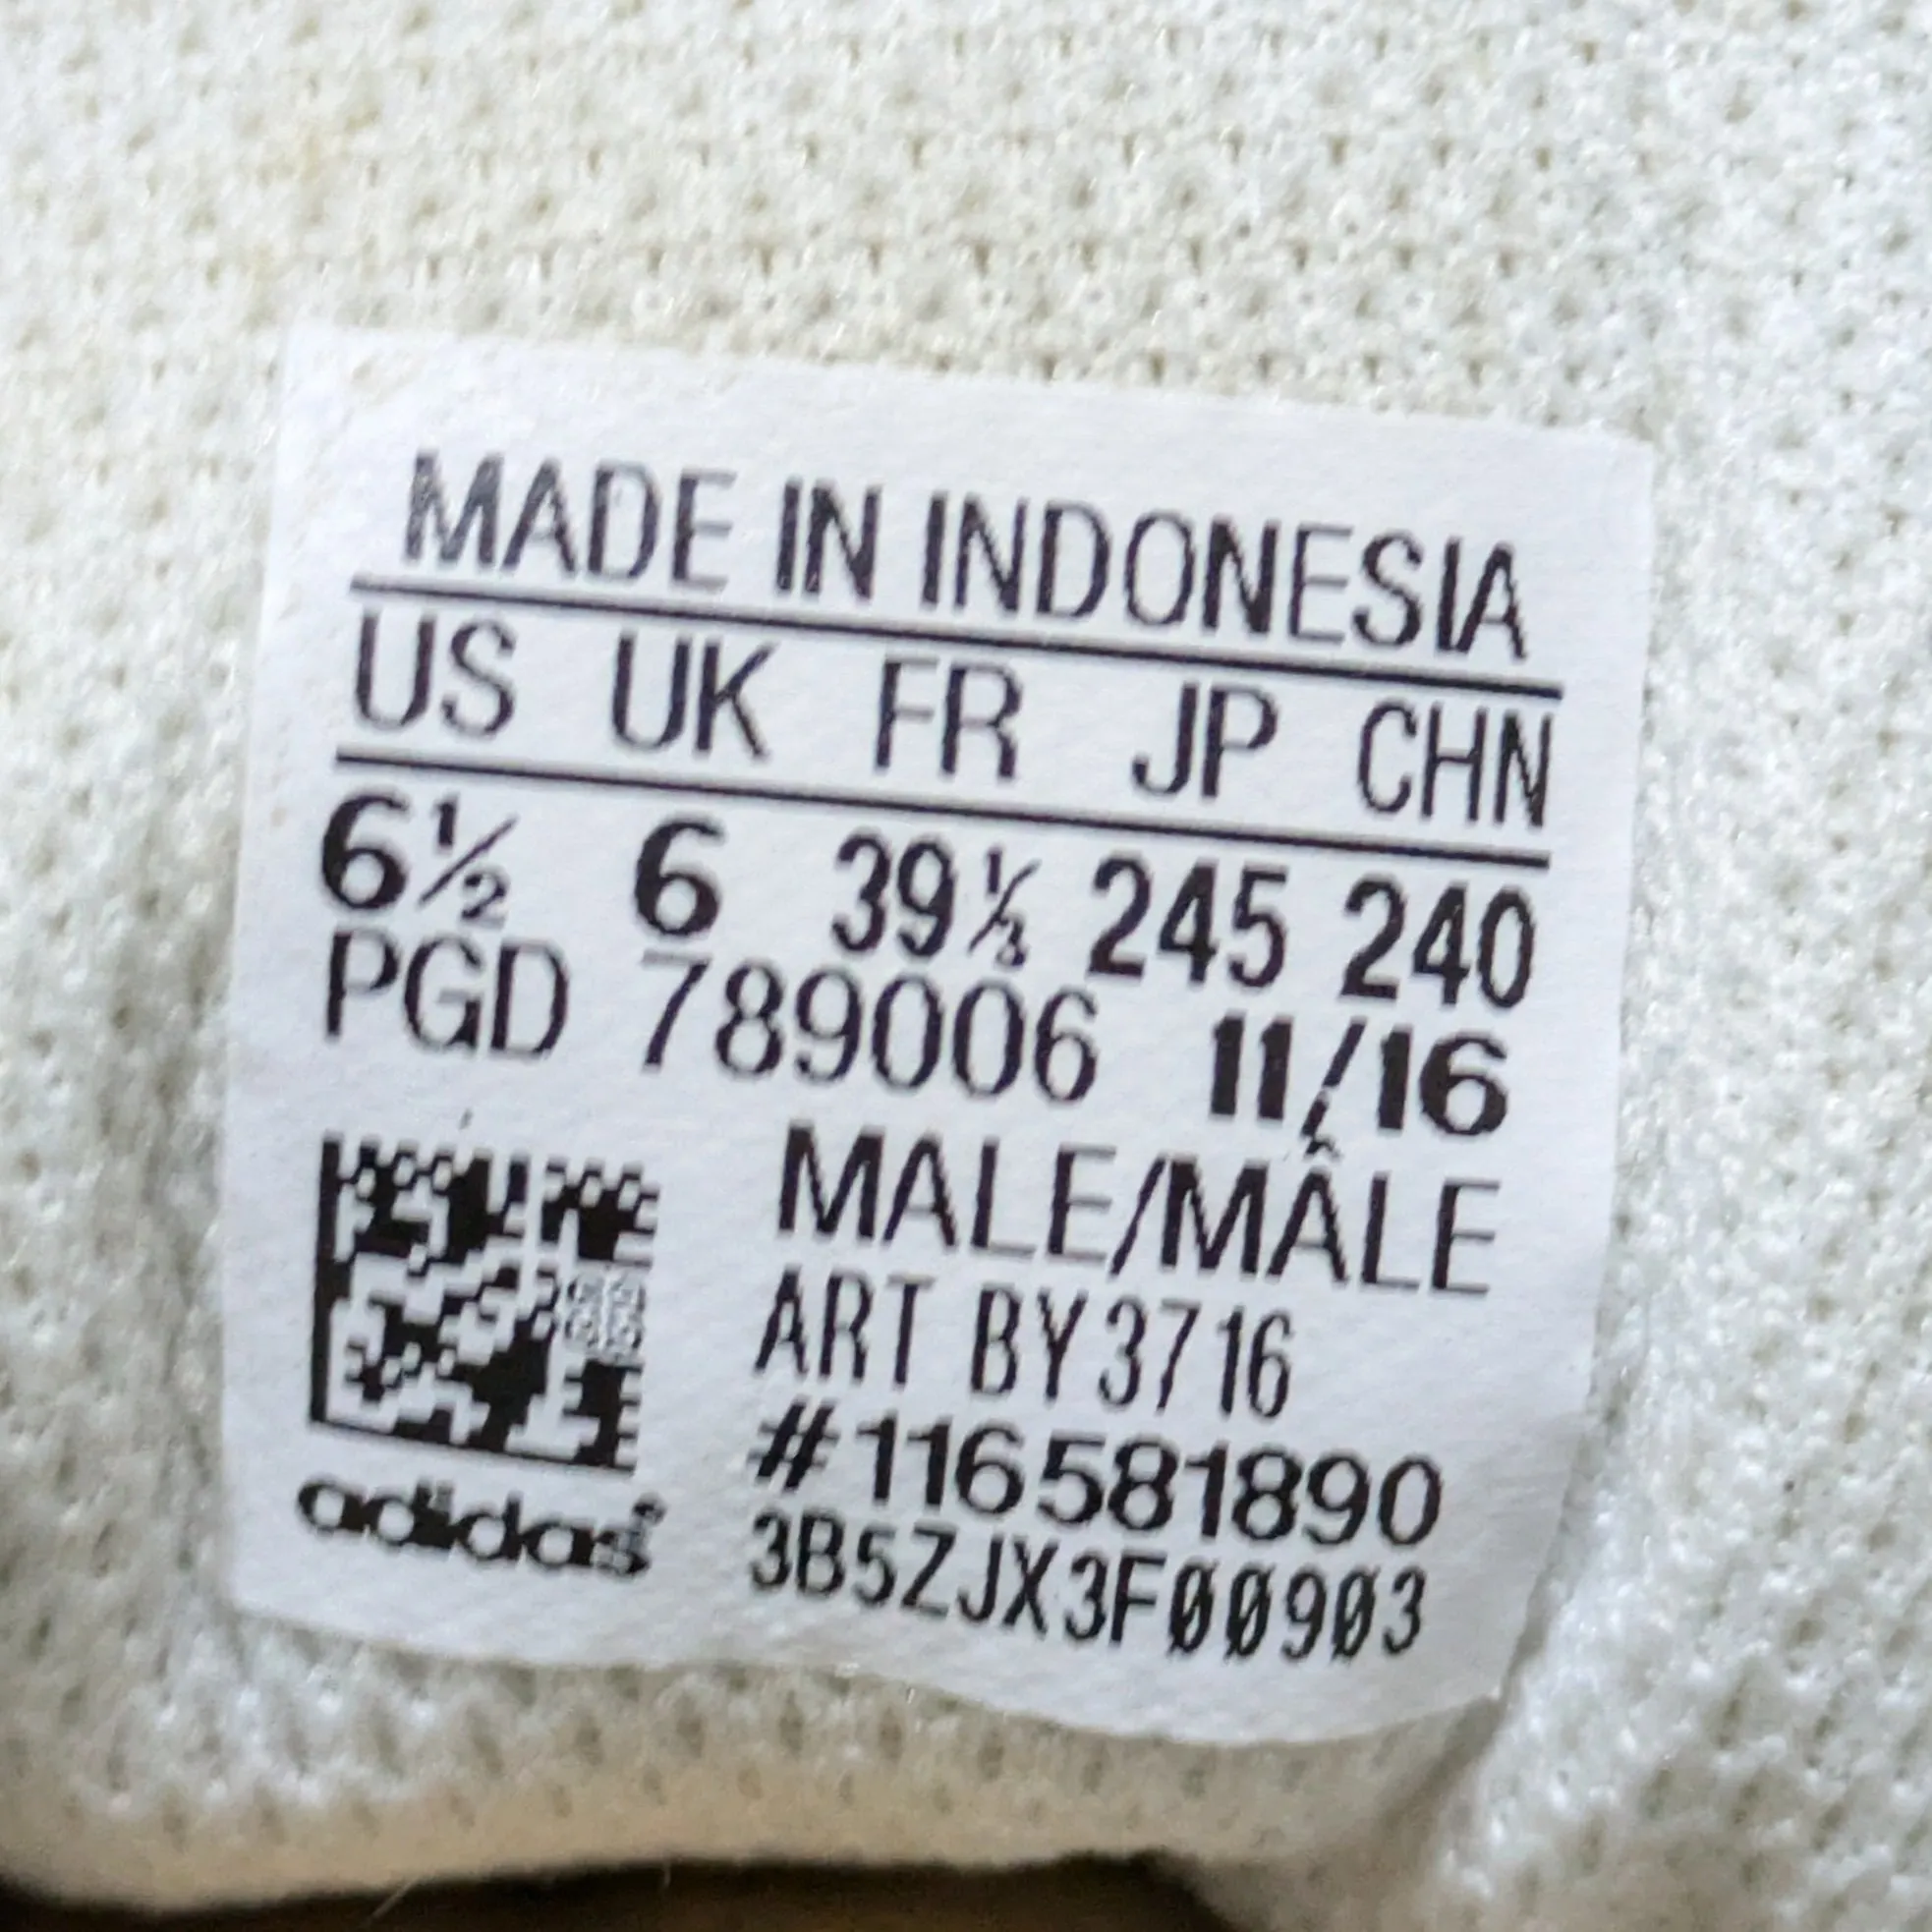 MADE IN INDONESIA
US UK FR JP CHN
6½ 6 39⅓ 245 240
PGD 789006 11/16
MALE/MÂLE
ART BY3716
#116581890
adidas
3B5ZJX3F00903